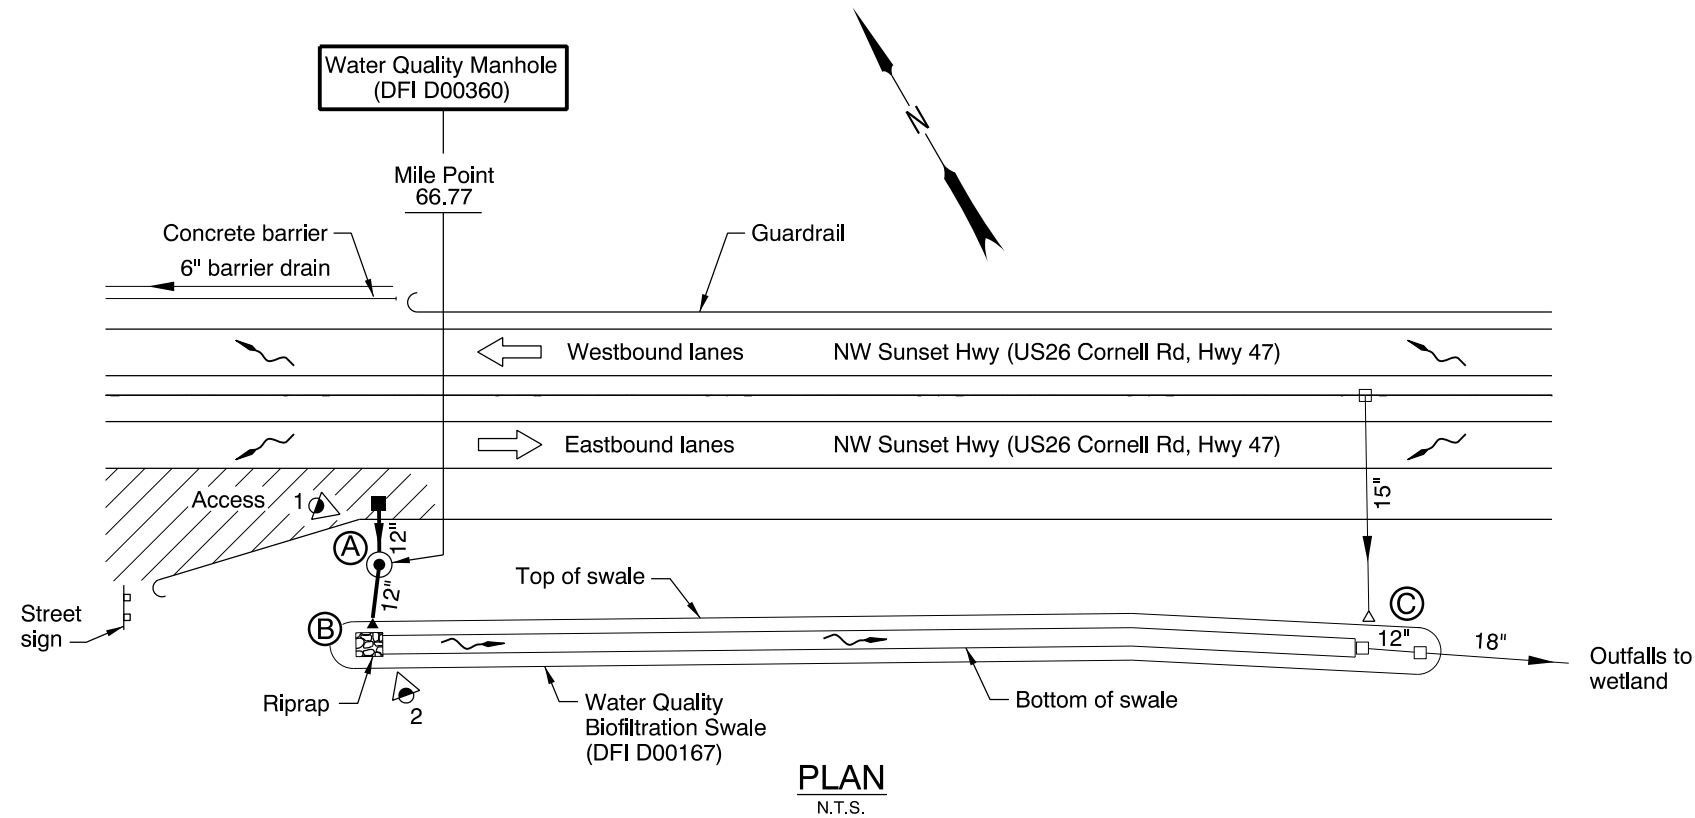 Water Quality Manhole
(DFI D00360)
N
Mile Point
66.77
Concrete barrier
6" barrier drain
Guardrail
Westbound lanes
NW Sunset Hwy (US26 Cornell Rd, Hwy 47)
Eastbound lanes
NW Sunset Hwy (US26 Cornell Rd, Hwy 47)
Access
1
15"
12"
A
12"
Top of swale
Street
sign
B
C
12"
18"
Outfalls to
wetland
Riprap
2
Water Quality
Biofiltration Swale
(DFI D00167)
Bottom of swale
PLAN
N.T.S.